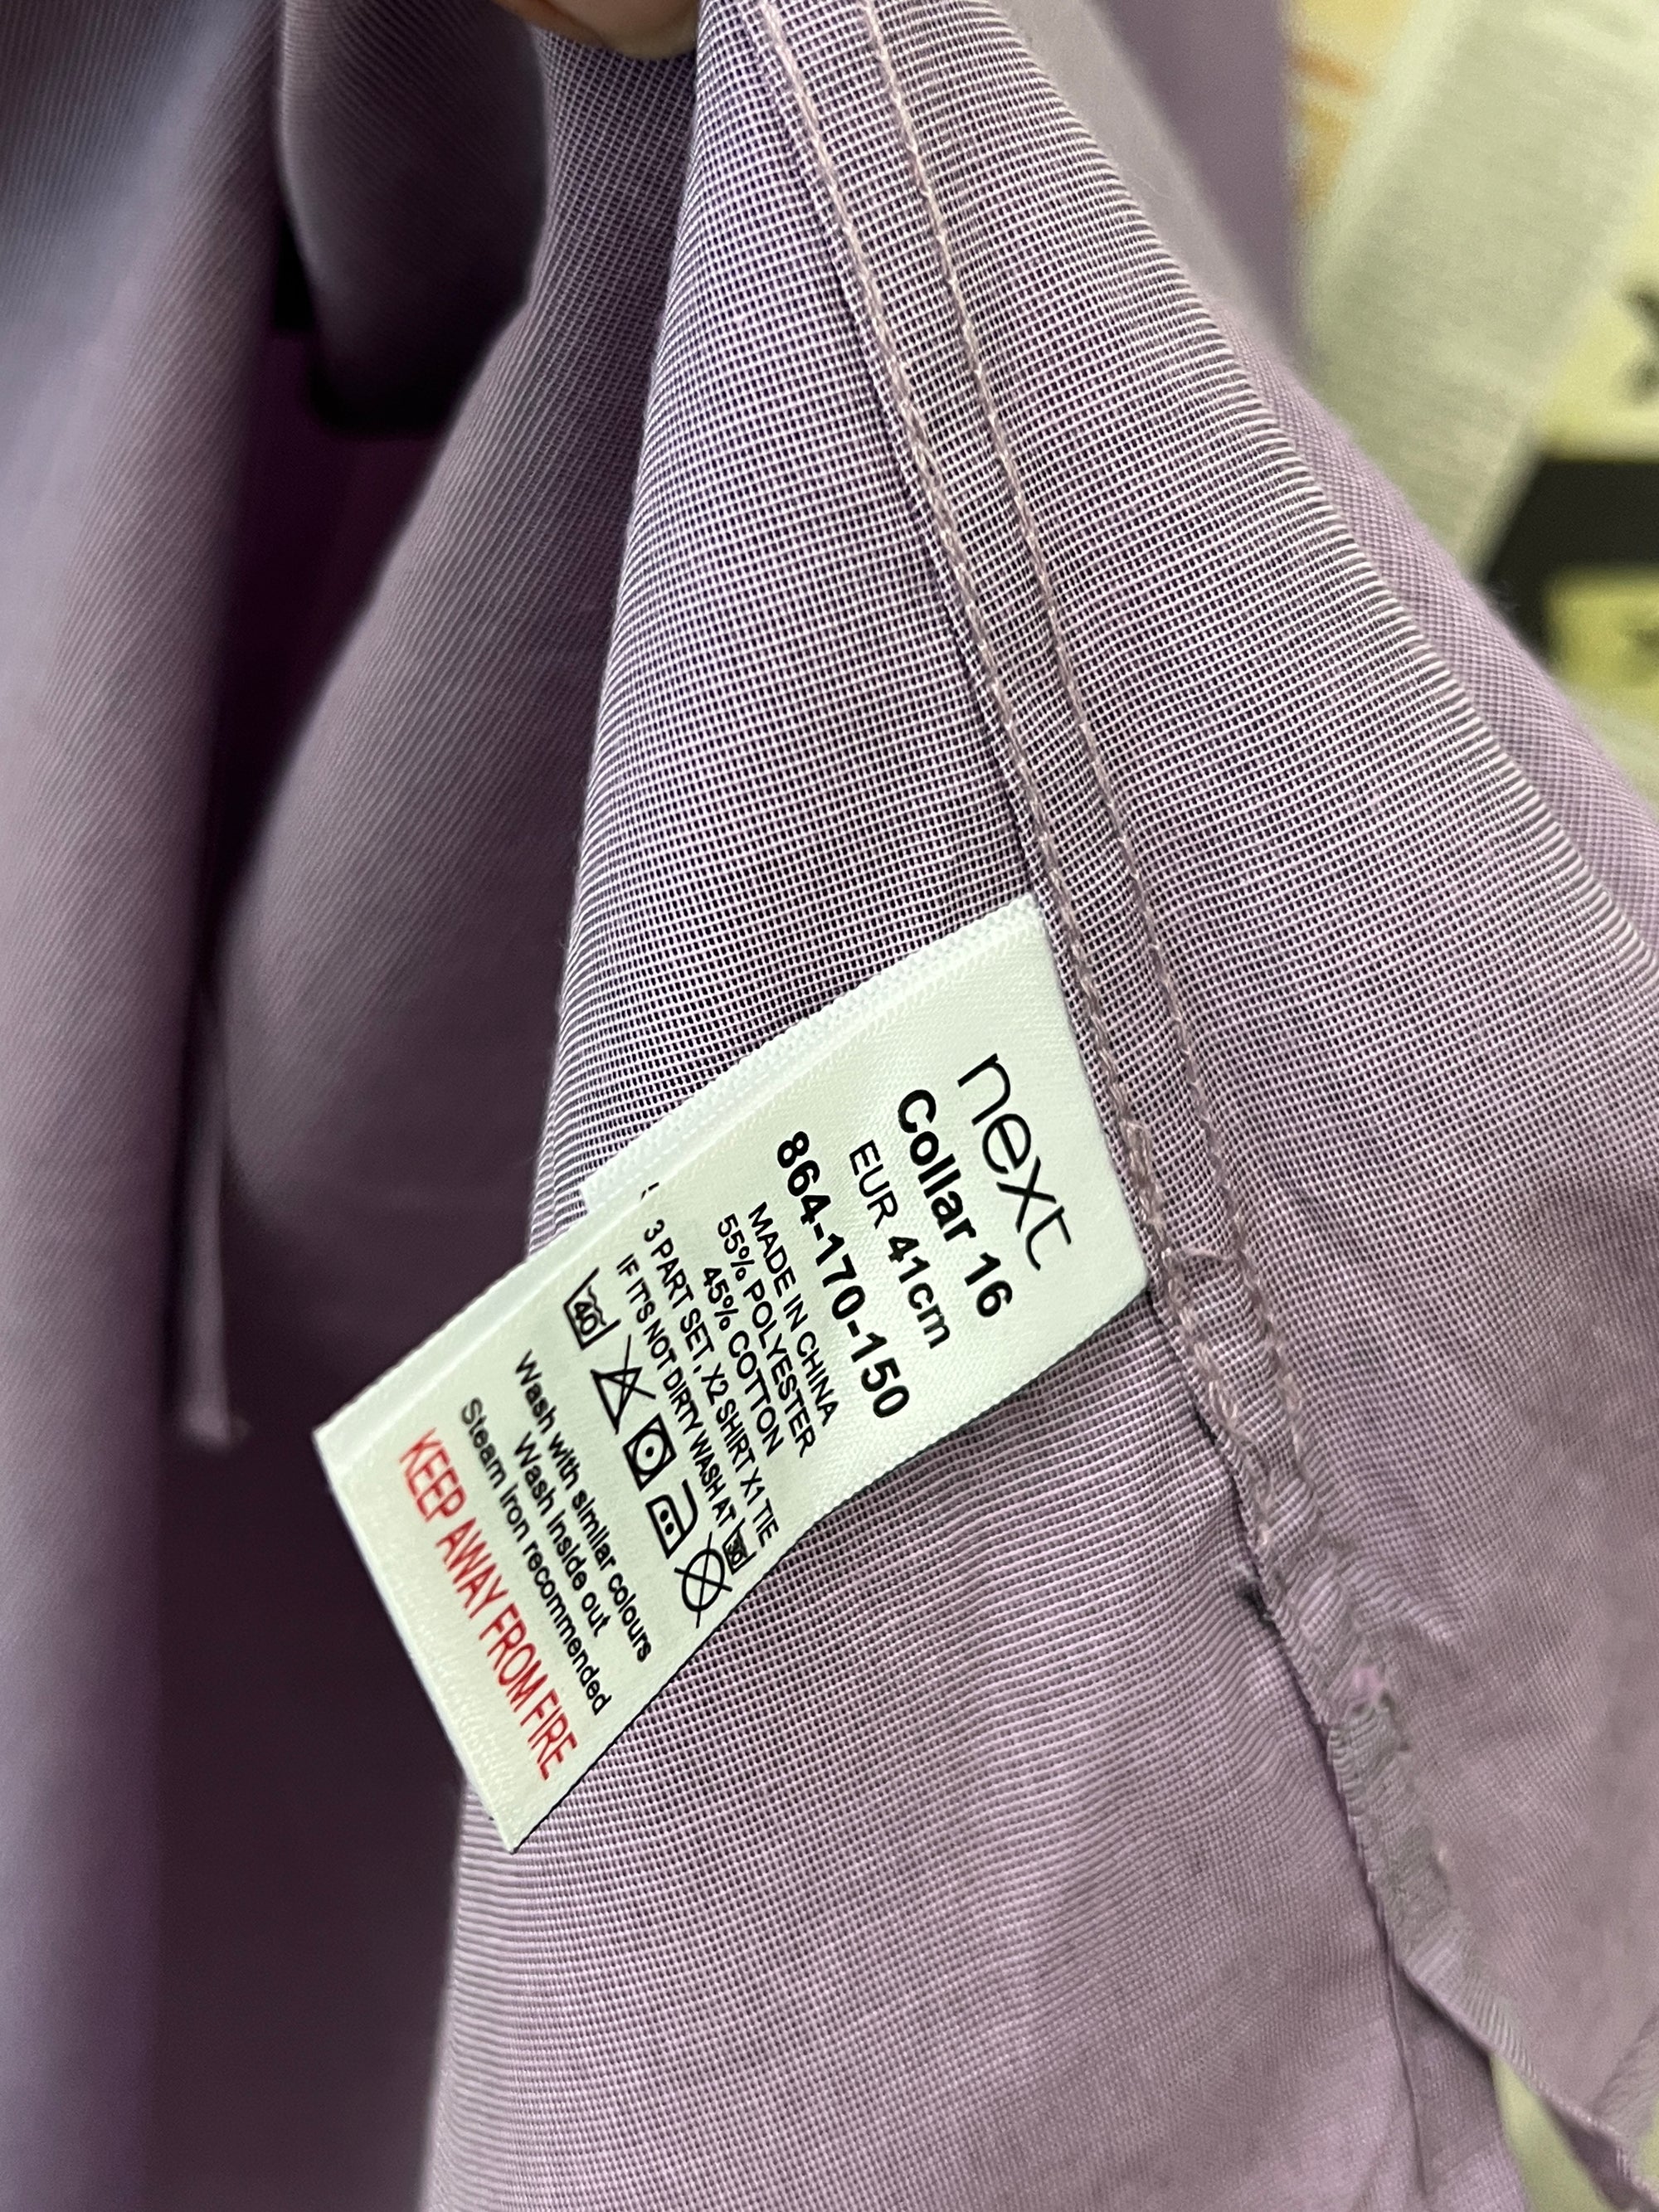 next
Collar 16
EUR 41cm
864-170-150
MADE IN CHINA
55% POLYESTER
45% COTTON
3 PART SET, X2 SHIRT X1 TIE
IF IT'S NOT DIRTY WASH AT 30
40
Wash with similar colours
Wash inside out
Steam iron recommended
KEEP AWAY FROM FIRE